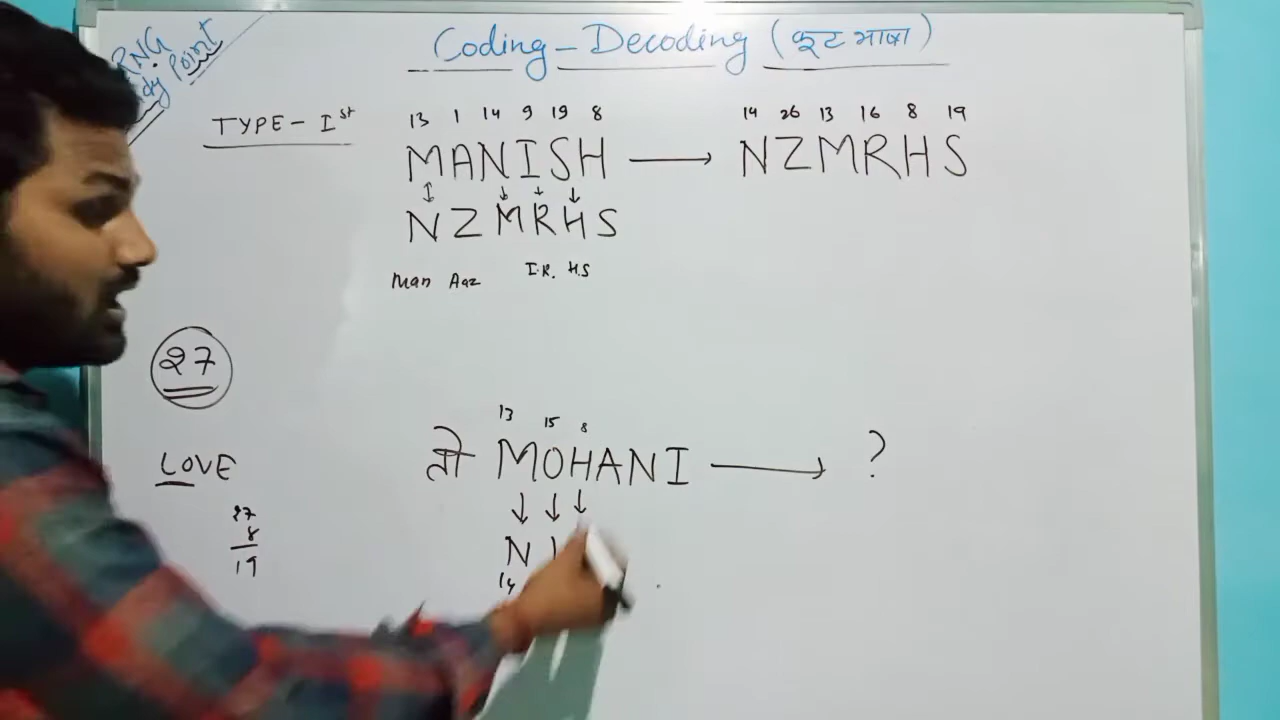 RNG
Study Point
Coding-Decoding (कूट भाषा)
TYPE-Ist
13 1 14 9 19 8
14 26 13 16 8 19
MANISH → NZMRHS
NZMRHS
Man Aaz I.R. H.S
27
13 15 8
LOVE
तो MOHANI → ?
27
8
19
N L
14